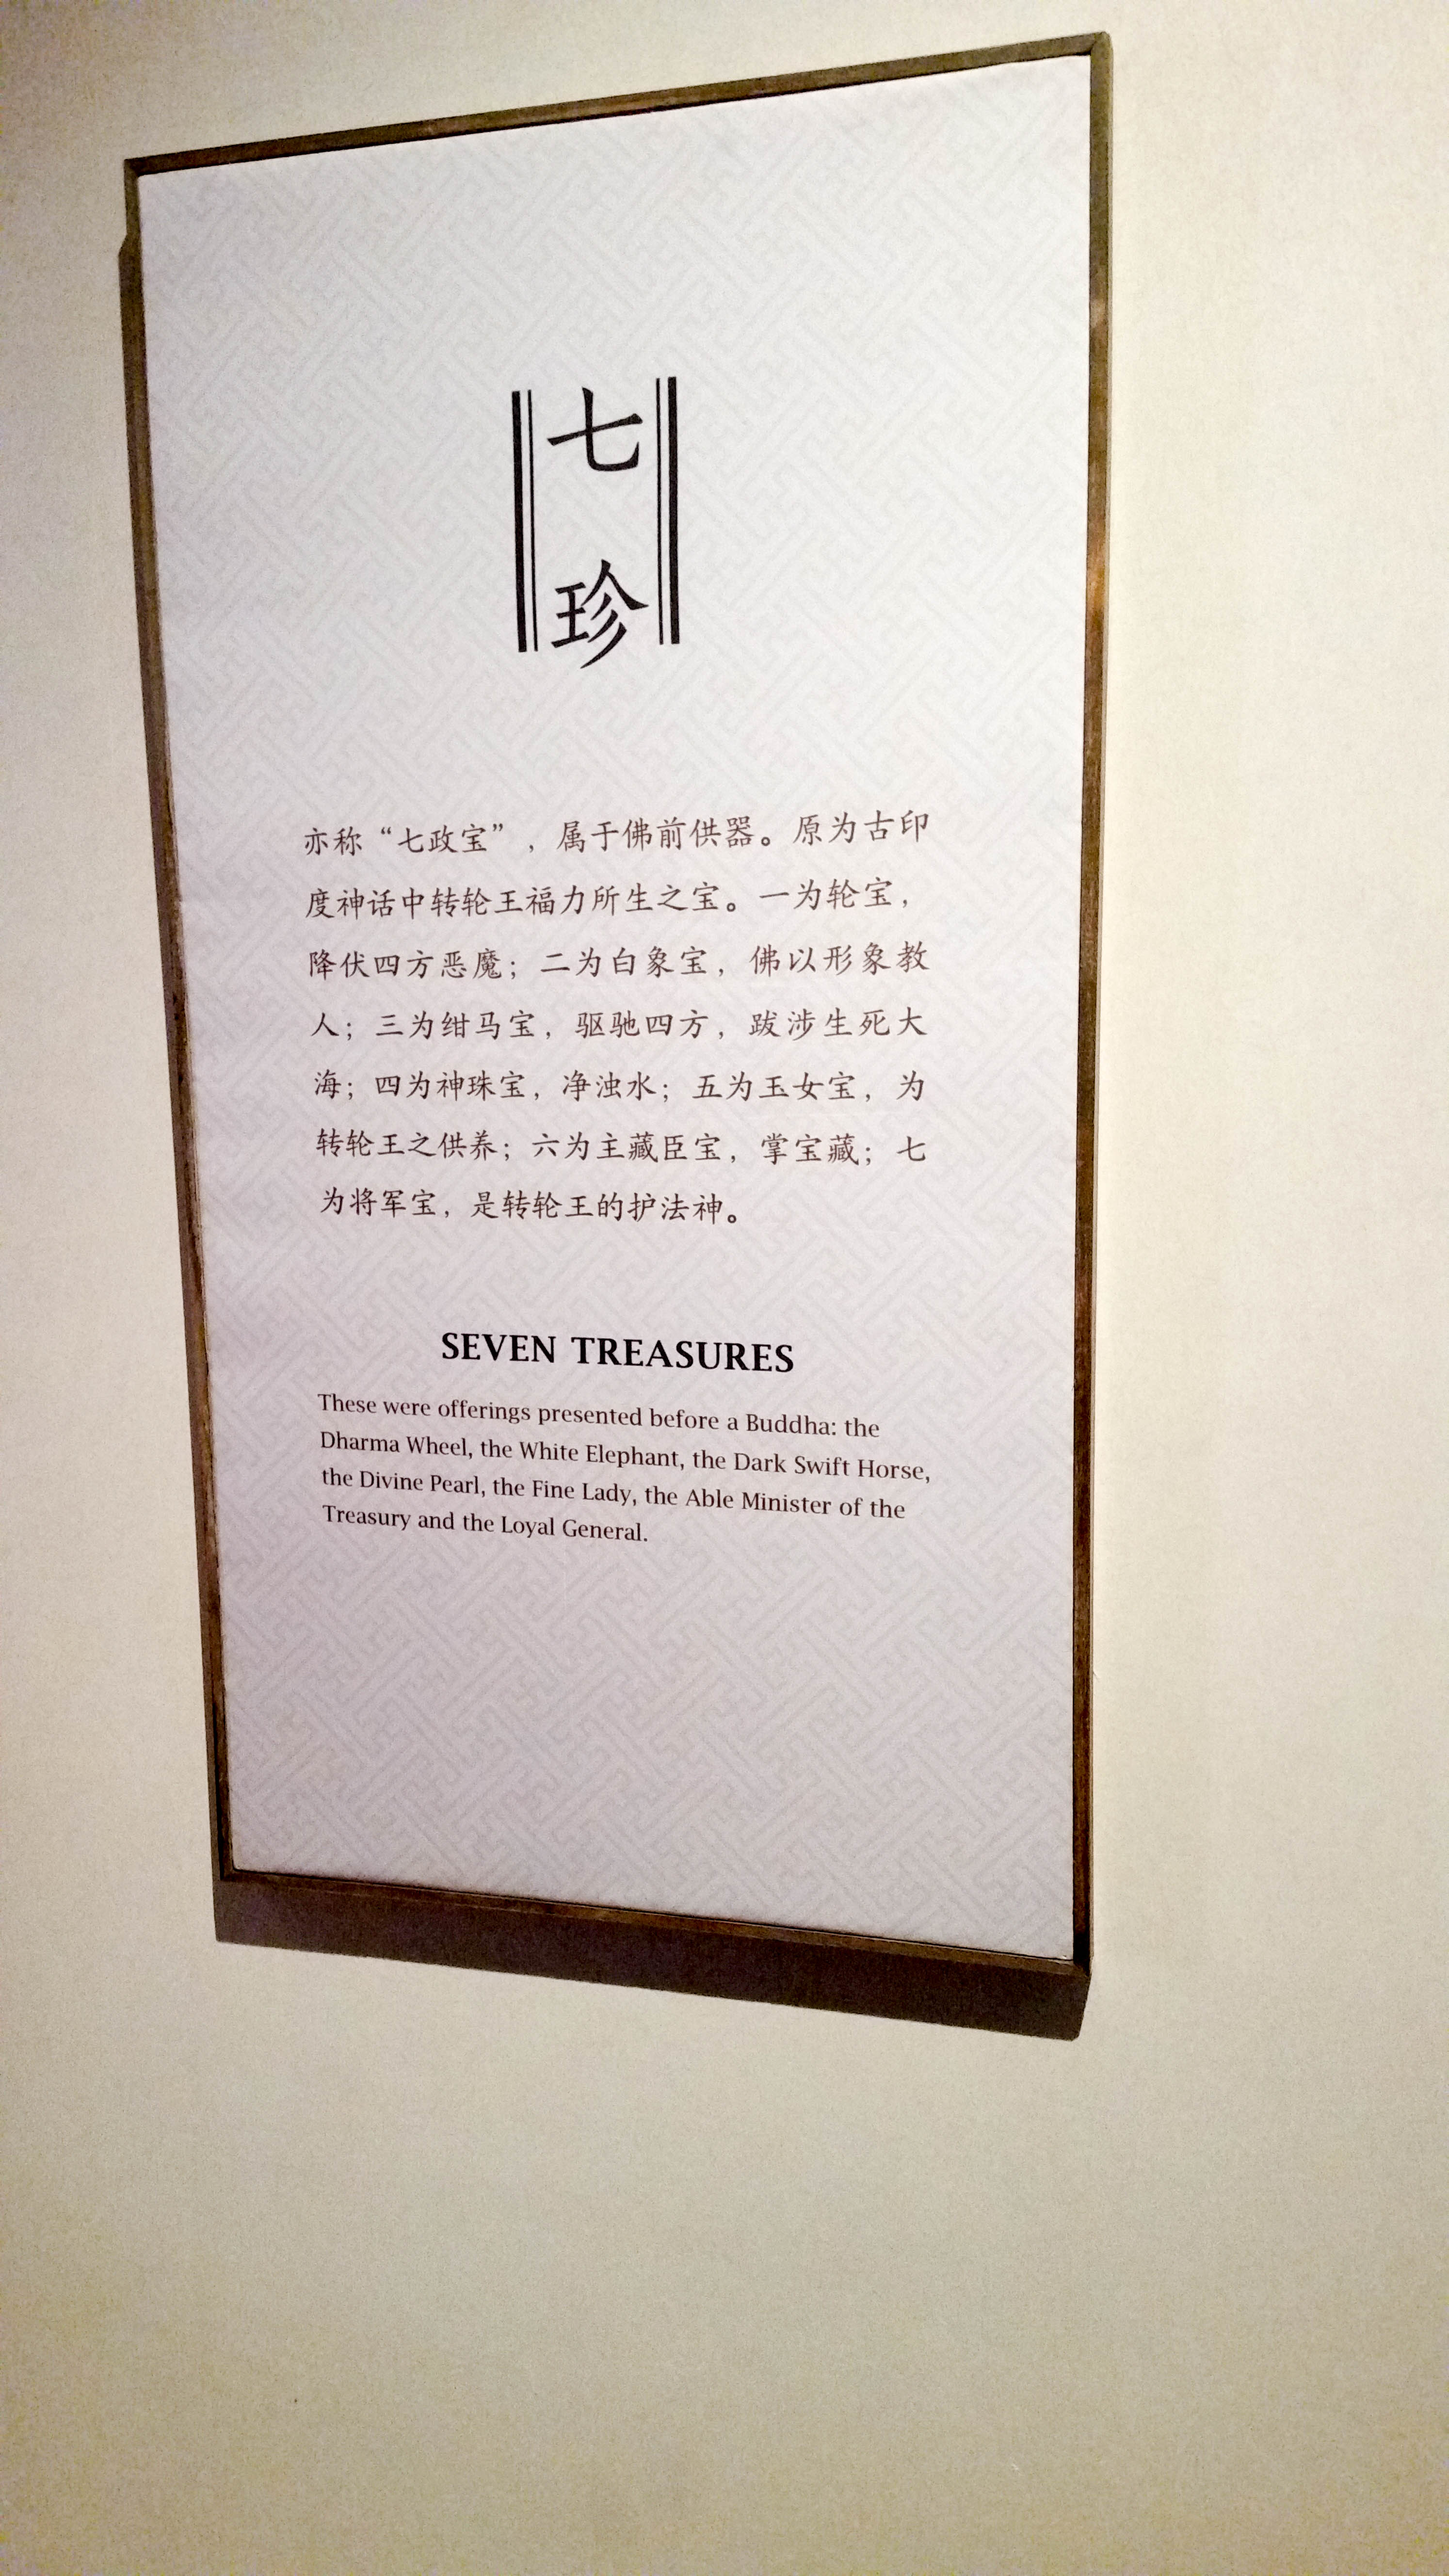 七珍
亦称“七政宝”，属于佛前供器。原为古印
度神话中转轮王福力所生之宝。一为轮宝，
降伏四方恶魔；二为白象宝，佛以形象教
人；三为绀马宝，驱驰四方，跋涉生死大
海；四为神珠宝，净浊水；五为玉女宝，为
转轮王之供养；六为主藏臣宝，掌宝藏；七
为将军宝，是转轮王的护法神。
SEVEN TREASURES
These were offerings presented before a Buddha: the
Dharma Wheel, the White Elephant, the Dark Swift Horse,
the Divine Pearl, the Fine Lady, the Able Minister of the
Treasury and the Loyal General.